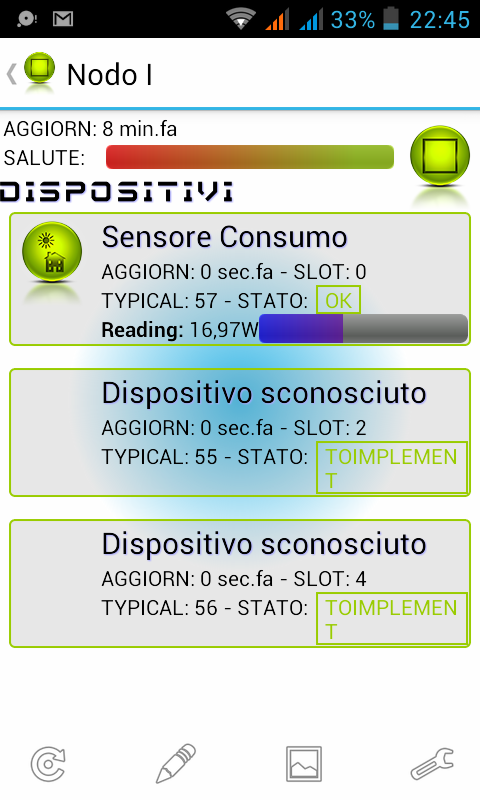 33% 22:45
Nodo I
AGGIORN: 8 min.fa
SALUTE:
DISPOSITIVI
Sensore Consumo
AGGIORN: 0 sec.fa - SLOT: 0
TYPICAL: 57 - STATO: OK
Reading: 16,97W
Dispositivo sconosciuto
AGGIORN: 0 sec.fa - SLOT: 2
TYPICAL: 55 - STATO: TOIMPLEMEN
T
Dispositivo sconosciuto
AGGIORN: 0 sec.fa - SLOT: 4
TYPICAL: 56 - STATO: TOIMPLEMEN
T